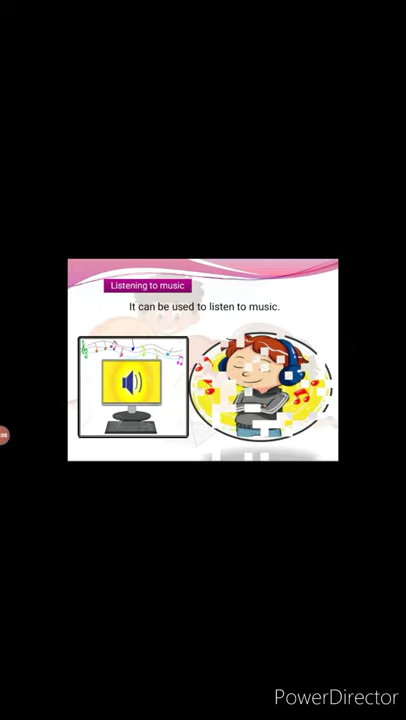 Listening to music
It can be used to listen to music.
PowerDirector